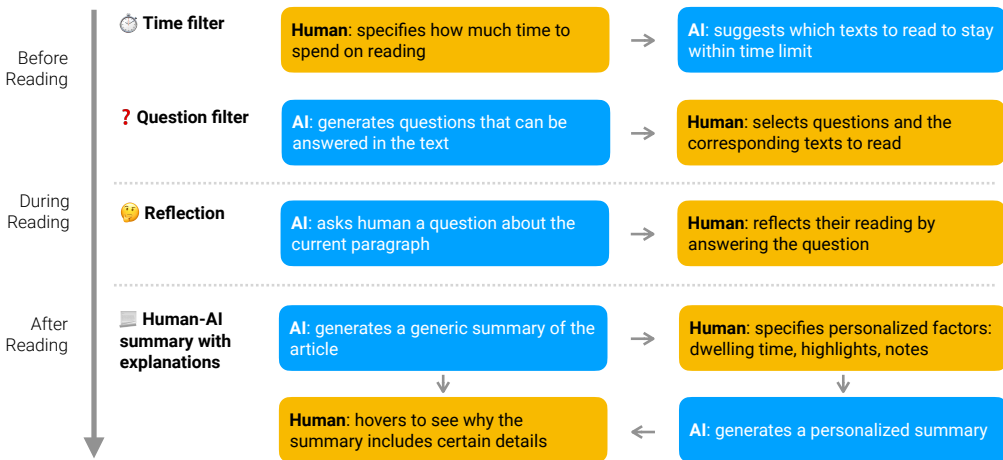 Before
Reading
Time filter
Human: specifies how much time to
spend on reading
AI: suggests which texts to read to stay
within time limit
Question filter
AI: generates questions that can be
answered in the text
Human: selects questions and the
corresponding texts to read
During
Reading
Reflection
AI: asks human a question about the
current paragraph
Human: reflects their reading by
answering the question
After
Reading
Human-AI
summary with
explanations
AI: generates a generic summary of the
article
Human: specifies personalized factors:
dwelling time, highlights, notes
Human: hovers to see why the
summary includes certain details
AI: generates a personalized summary